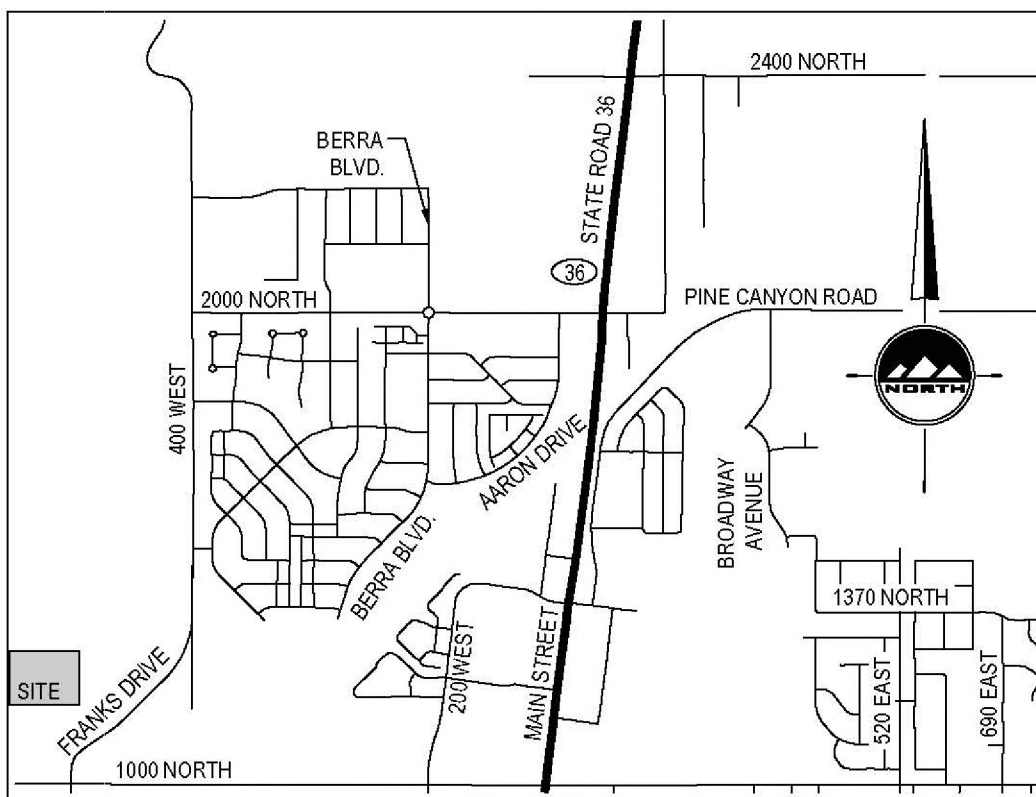 2400 NORTH
BERRA
BLVD.
STATE ROAD 36
36
2000 NORTH
PINE CANYON ROAD
NORTH
400 WEST
AARON DRIVE
BROADWAY
AVENUE
BERRA BLVD.
1370 NORTH
200 WEST
MAIN STREET
520 EAST
690 EAST
FRANKS DRIVE
SITE
1000 NORTH